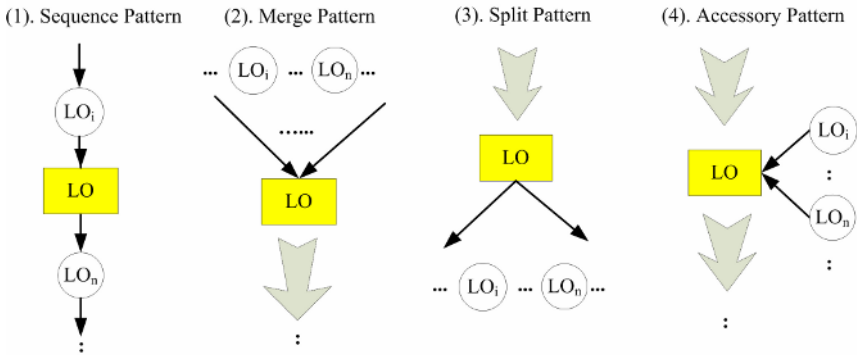 (1). Sequence Pattern
LOi
LO
LOn
:
(2). Merge Pattern
... LOi ... LOn ...
......
LO
:
(3). Split Pattern
LO
... LOi ... LOn ...
(4). Accessory Pattern
LOi
LO
:
LOn
:
: